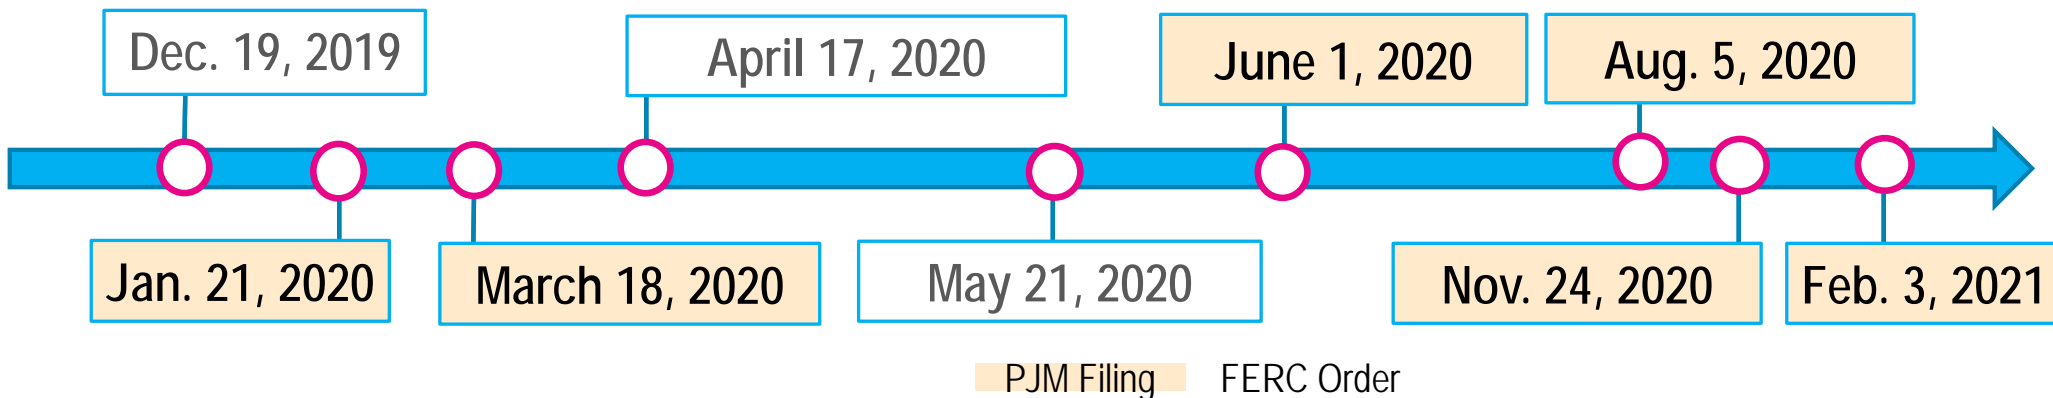 Dec. 19, 2019
April 17, 2020
June 1, 2020
Aug. 5, 2020
Jan. 21, 2020
March 18, 2020
May 21, 2020
Nov. 24, 2020
Feb. 3, 2021
PJM Filing
FERC Order